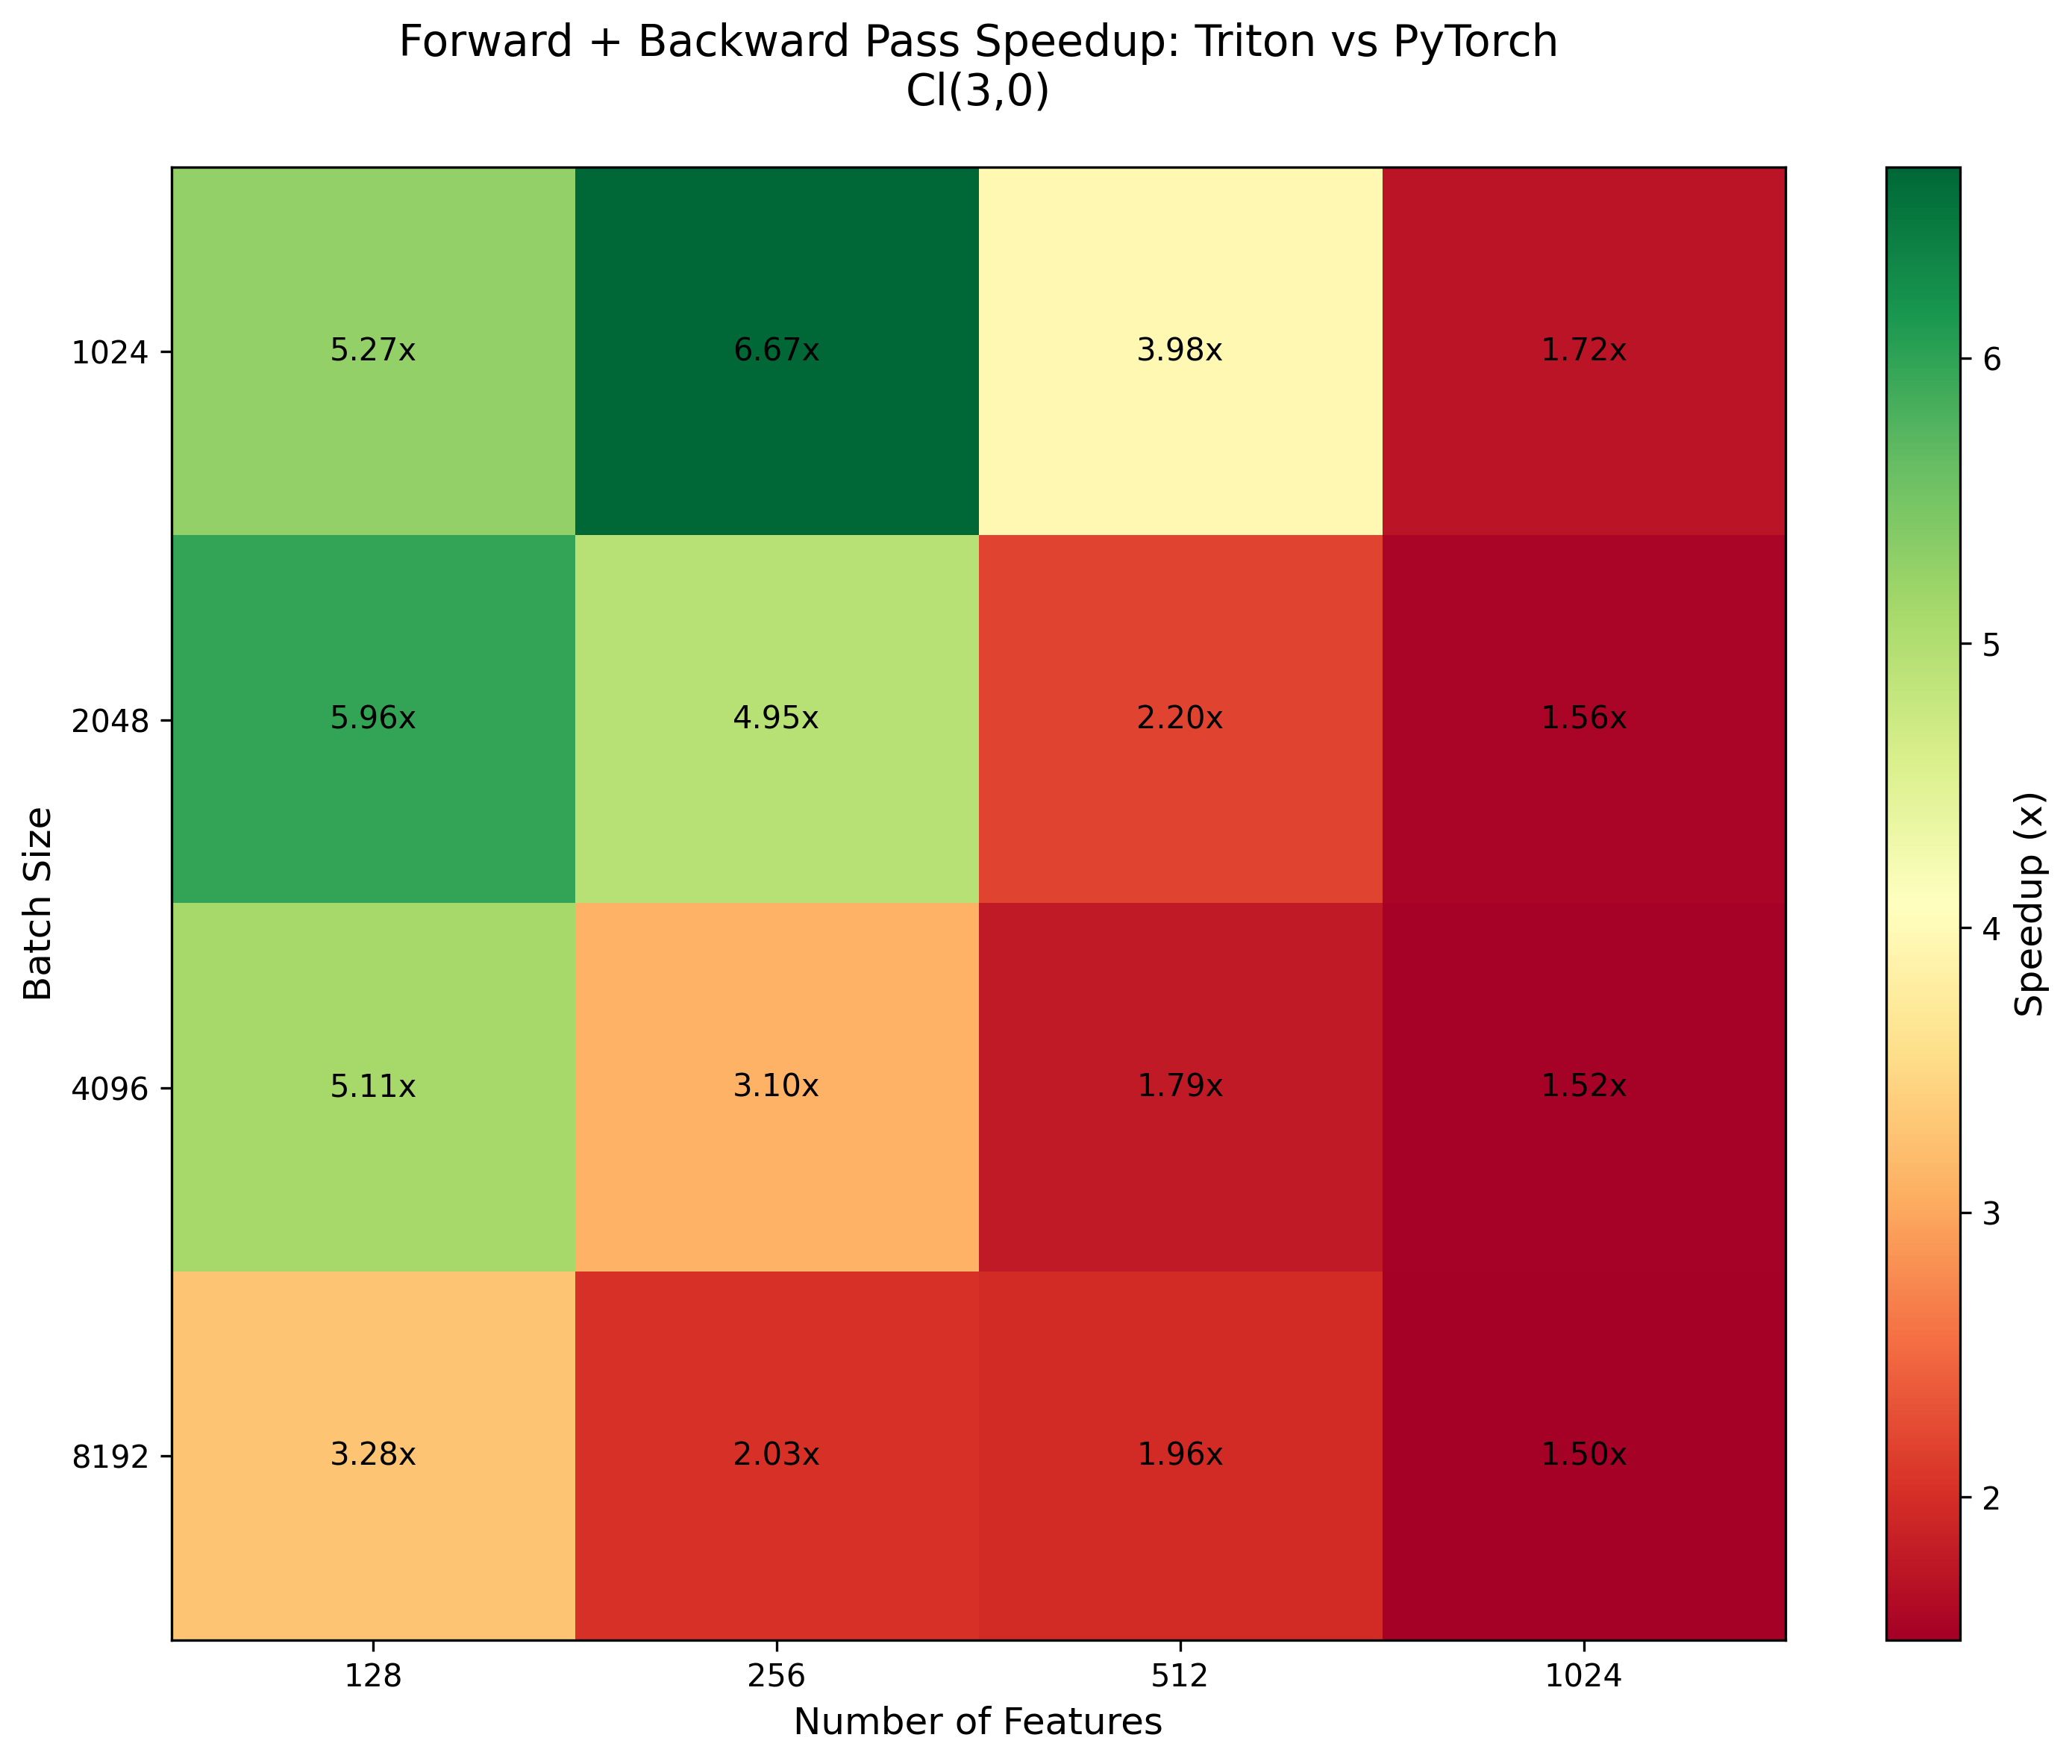 Forward + Backward Pass Speedup: Triton vs PyTorch
Cl(3,0)
Batch Size
1024
5.27x 6.67x 3.98x 1.72x
2048
5.96x 4.95x 2.20x 1.56x
4096
5.11x 3.10x 1.79x 1.52x
8192
3.28x 2.03x 1.96x 1.50x
128 256 512 1024
Number of Features
6
5
4
3
2
Speedup (x)